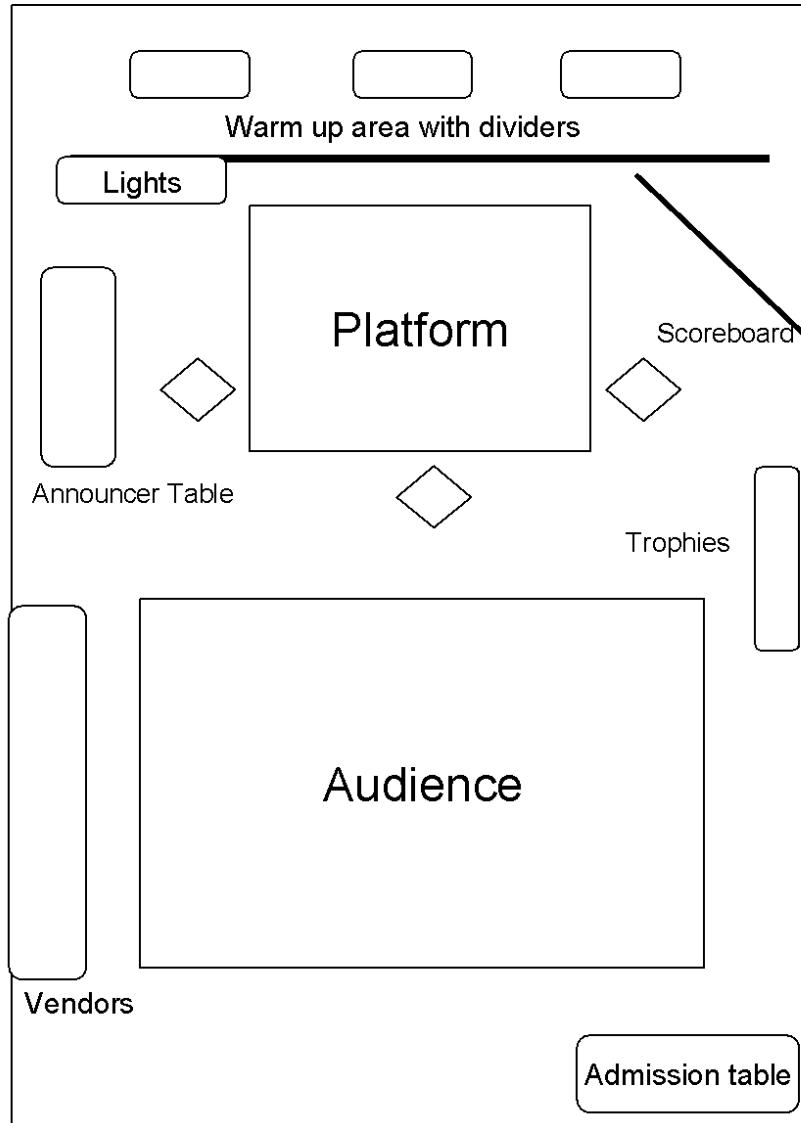 Warm up area with dividers
Lights
Platform
Scoreboard
Announcer Table
Trophies
Audience
Vendors
Admission table